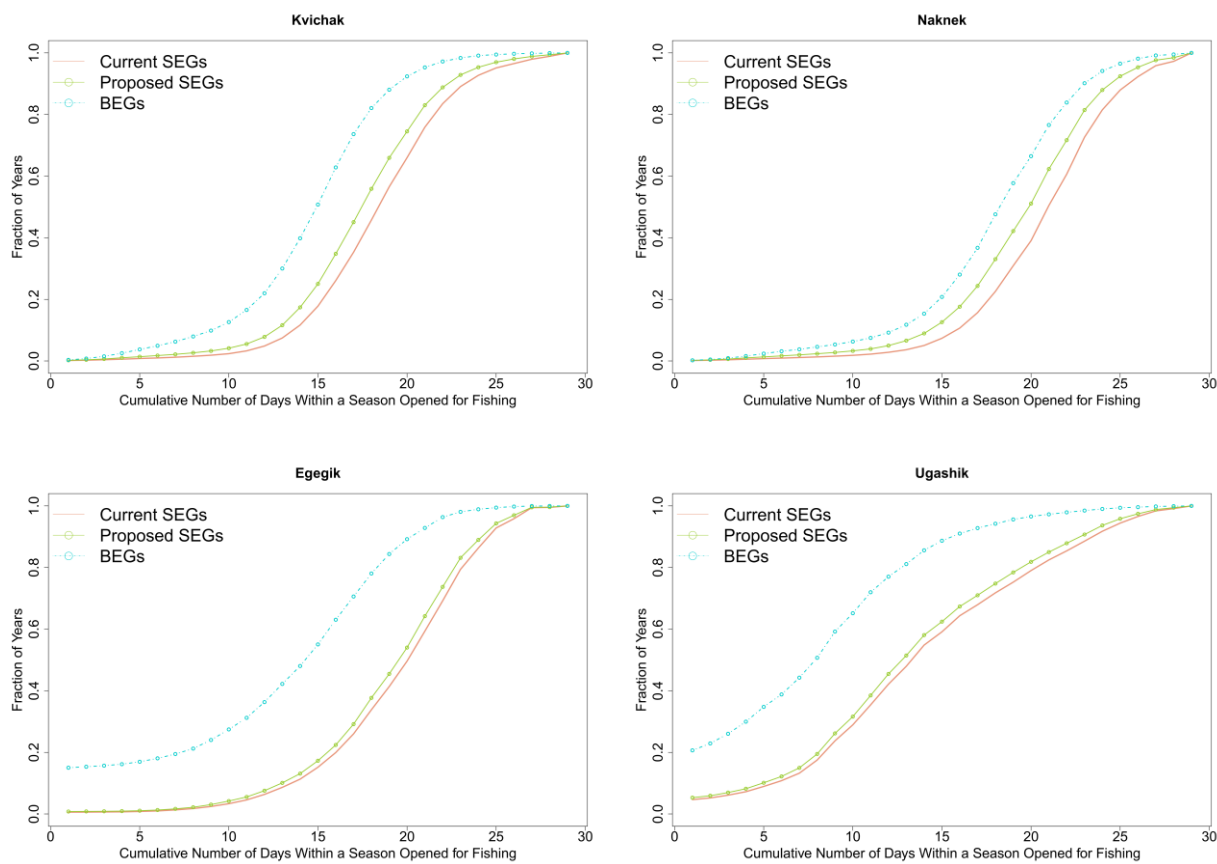 Kvichak
Current SEGs
Proposed SEGs
BEGs
Fraction of Years
0.0 0.2 0.4 0.6 0.8 1.0
0 5 10 15 20 25 30
Cumulative Number of Days Within a Season Opened for Fishing
Naknek
Current SEGs
Proposed SEGs
BEGs
Fraction of Years
0.0 0.2 0.4 0.6 0.8 1.0
0 5 10 15 20 25 30
Cumulative Number of Days Within a Season Opened for Fishing
Egegik
Current SEGs
Proposed SEGs
BEGs
Fraction of Years
0.0 0.2 0.4 0.6 0.8 1.0
0 5 10 15 20 25 30
Cumulative Number of Days Within a Season Opened for Fishing
Ugashik
Current SEGs
Proposed SEGs
BEGs
Fraction of Years
0.0 0.2 0.4 0.6 0.8 1.0
0 5 10 15 20 25 30
Cumulative Number of Days Within a Season Opened for Fishing